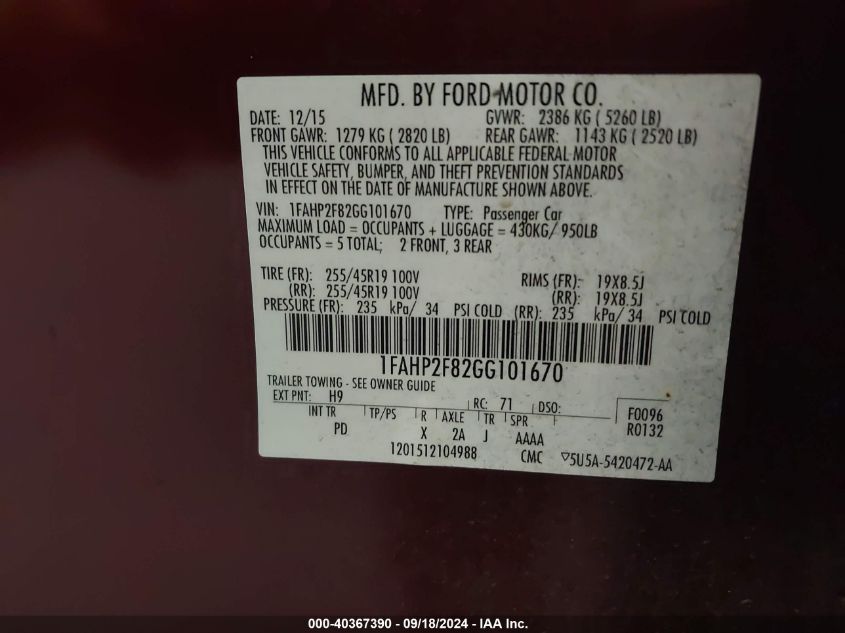 MFD. BY FORD MOTOR CO.
DATE: 12/15 GVWR: 2386 KG ( 5260 LB)
FRONT GAWR: 1279 KG ( 2820 LB) REAR GAWR: 1143 KG ( 2520 LB)
THIS VEHICLE CONFORMS TO ALL APPLICABLE FEDERAL MOTOR
VEHICLE SAFETY, BUMPER, AND THEFT PREVENTION STANDARDS
IN EFFECT ON THE DATE OF MANUFACTURE SHOWN ABOVE.
VIN: 1FAHP2F82GG101670 TYPE: Passenger Car
MAXIMUM LOAD = OCCUPANTS + LUGGAGE = 430KG/ 950LB
OCCUPANTS = 5 TOTAL; 2 FRONT, 3 REAR
TIRE (FR): 255/45R19 100V RIMS (FR): 19X8.5J
(RR): 255/45R19 100V (RR): 19X8.5J
PRESSURE (FR): 235 kPa/ 34 PSI COLD (RR): 235 kPa/ 34 PSI COLD
1FAHP2F82GG101670
TRAILER TOWING - SEE OWNER GUIDE
EXT PNT: H9 RC: 71 DSO: F0096
INT TR TP/PS R AXLE TR SPR R0132
PD X 2A J AAAA
1201512104988 CMC ▽5U5A-5420472-AA
000-40367390 - 09/18/2024 - IAA Inc.